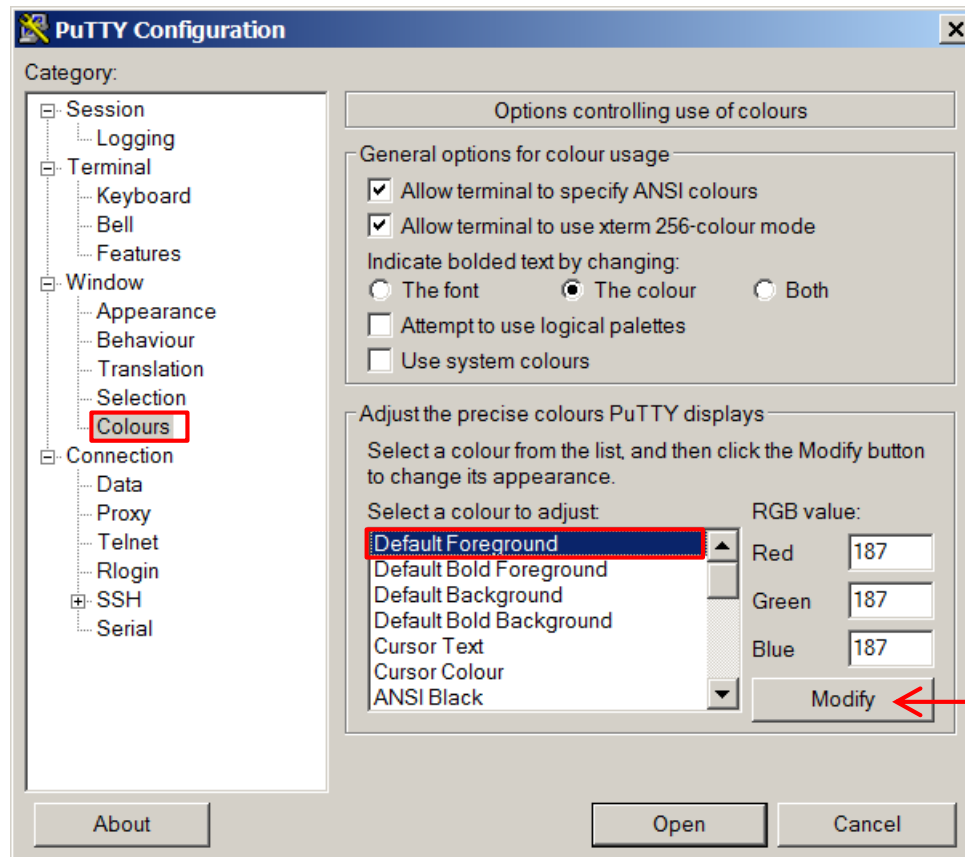 PuTTY Configuration
Category:
Session
Logging
Terminal
Keyboard
Bell
Features
Window
Appearance
Behaviour
Translation
Selection
Colours
Connection
Data
Proxy
Telnet
Rlogin
SSH
Serial
Options controlling use of colours
General options for colour usage
Allow terminal to specify ANSI colours
Allow terminal to use xterm 256-colour mode
Indicate bolded text by changing:
The font The colour Both
Attempt to use logical palettes
Use system colours
Adjust the precise colours PuTTY displays
Select a colour from the list, and then click the Modify button
to change its appearance.
Select a colour to adjust:
Default Foreground
Default Bold Foreground
Default Background
Default Bold Background
Cursor Text
Cursor Colour
ANSI Black
RGB value:
Red 187
Green 187
Blue 187
Modify
About Open Cancel